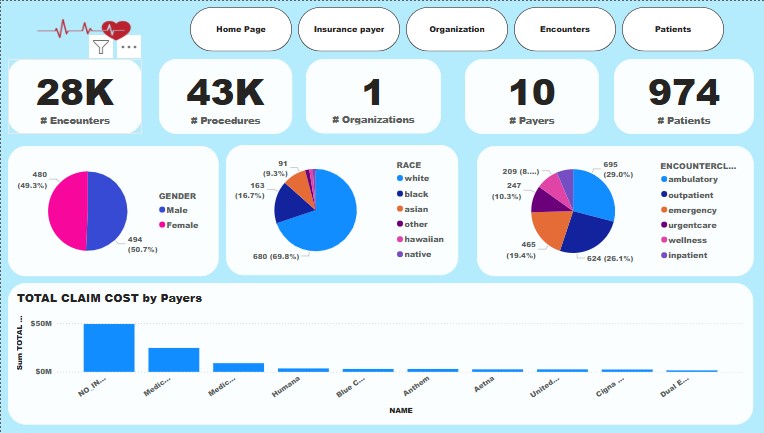 Home Page
Insurance payer
Organization
Encounters
Patients
28K
# Encounters
43K
# Procedures
1
# Organizations
10
# Payers
974
# Patients
480
(49.3%)
494
(50.7%)
GENDER
Male
Female
91
(9.3%)
163
(16.7%)
680 (69.8%)
RACE
white
black
asian
other
hawaiian
native
209 (8....)
247
(10.3%)
465
(19.4%)
695
(29.0%)
624 (26.1%)
ENCOUNTERCL...
ambulatory
outpatient
emergency
urgentcare
wellness
inpatient
TOTAL CLAIM COST by Payers
Sum TOTAL ...
$50M
$0M
NO_IN...
Medic...
Medic...
Humana
Blue C...
Anthem
Aetna
United...
Cigna ...
Dual E...
NAME